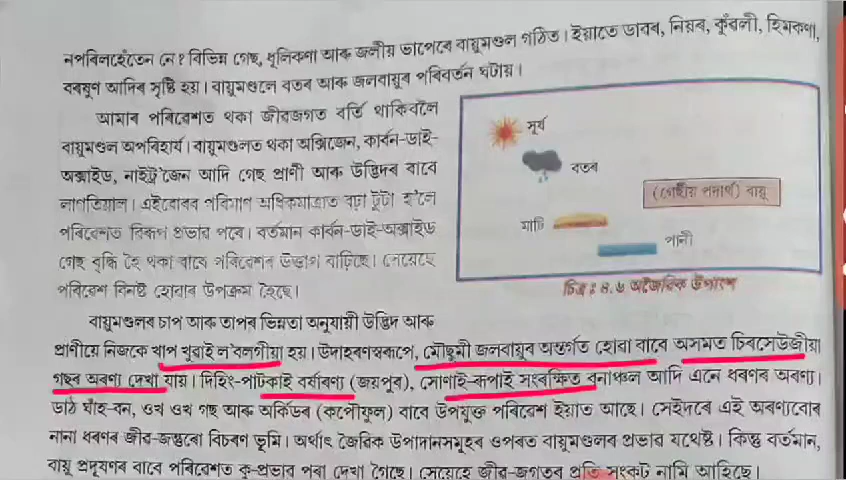 নপৰিলহেঁতেন নে? বিভিন্ন গেছ, ধূলিকণা আৰু জলীয় ভাপেৰে বায়ুমণ্ডল গঠিত। ইয়াতে ডাবৰ, নিয়ৰ, কুঁৱলী, হিমকণা,
বৰষুণ আদিৰ সৃষ্টি হয়। বায়ুমণ্ডলে বতৰ আৰু জলবায়ুৰ পৰিবৰ্তন ঘটায়।
আমাৰ পৰিৱেশত থকা জীৱজগত বৰ্তি থাকিবলৈ
বায়ুমণ্ডল অপৰিহাৰ্য। বায়ুমণ্ডলত থকা অক্সিজেন, কাৰ্বন-ডাই-
অক্সাইড, নাইট্ৰ'জেন আদি গেছ প্ৰাণী আৰু উদ্ভিদৰ বাবে
লাগতিয়াল। এইবোৰৰ পৰিমাণ অধিকমাত্ৰাত বঢ়া টুটা হ'লে
পৰিৱেশত বিৰূপ প্ৰভাৱ পৰে। বৰ্তমান কাৰ্বন-ডাই-অক্সাইড
গেছ বৃদ্ধি হৈ থকা বাবে পৰিৱেশৰ উত্তাপ বাঢ়িছে। সেয়েহে
পৰিৱেশ বিনষ্ট হোৱাৰ উপক্ৰম হৈছে।
সূৰ্য
বতৰ
(গেছীয় পদাৰ্থ) বায়ু
মাটি
পানী
চিত্ৰ : ৪.৬ অজৈৱিক উপাংশ
বায়ুমণ্ডলৰ চাপ আৰু তাপৰ ভিন্নতা অনুযায়ী উদ্ভিদ আৰু
প্ৰাণীয়ে নিজকে খাপ খুৱাই ল'বলগীয়া হয়। উদাহৰণস্বৰূপে, মৌচুমী জলবায়ুৰ অন্তৰ্গত হোৱা বাবে অসমত চিৰসেউজীয়া
গছৰ অৰণ্য দেখা যায়। দিহিং-পাটকাই বৰ্ষাৰণ্য (জয়পুৰ), সোণাই-ৰূপাই সংৰক্ষিত বনাঞ্চল আদি এনে ধৰণৰ অৰণ্য।
ডাঠ বাঁহ-বন, ওখ ওখ গছ আৰু অৰ্কিডৰ (কপৌফুল) বাবে উপযুক্ত পৰিৱেশ ইয়াত আছে। সেইদৰে এই অৰণ্যবোৰ
নানা ধৰণৰ জীৱ-জন্তুৰো বিচৰণ ভূমি। অৰ্থাৎ জৈৱিক উপাদানসমূহৰ ওপৰত বায়ুমণ্ডলৰ প্ৰভাৱ যথেষ্ট। কিন্তু বৰ্তমান,
বায়ু প্ৰদূষণৰ বাবে পৰিৱেশত কু-প্ৰভাৱ পৰা দেখা গৈছে। সেয়েহে জীৱ-জগতৰ প্ৰতি সংকট নামি আহিছে।